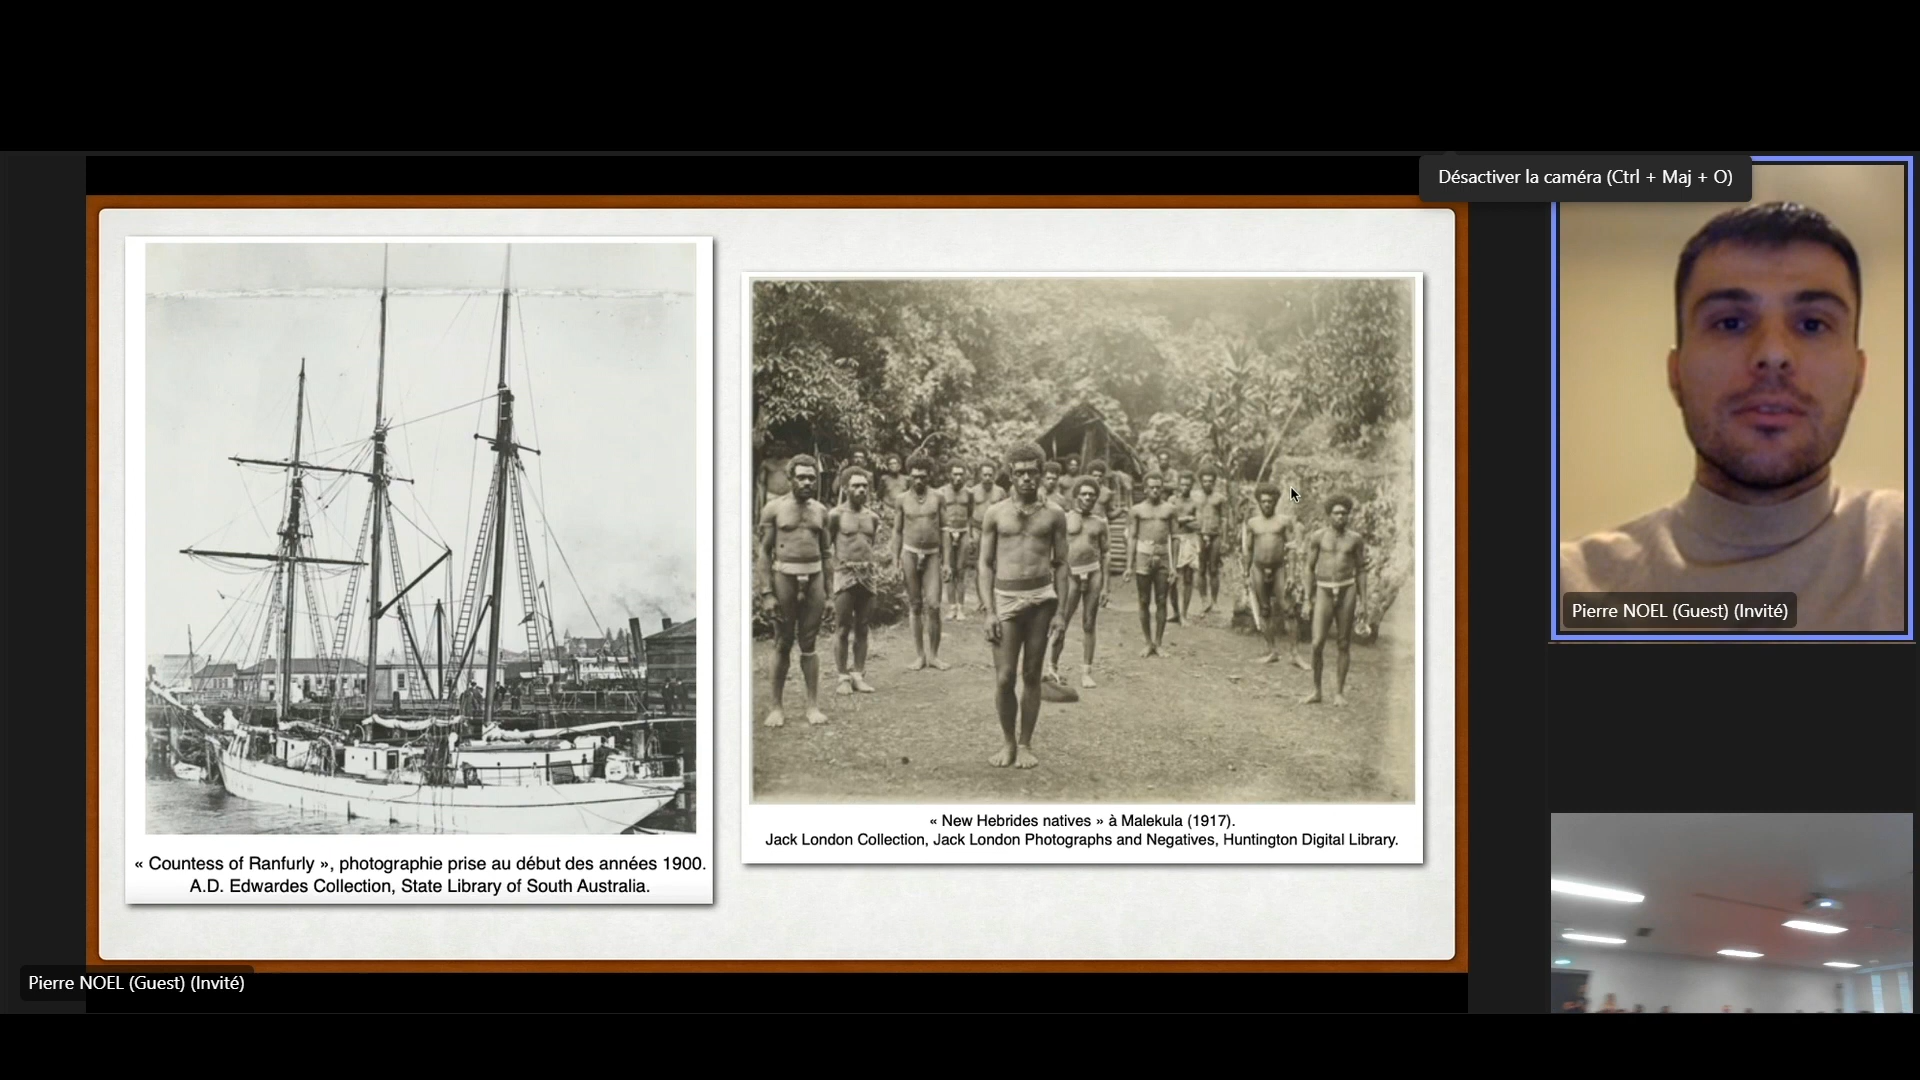 Désactiver la caméra (Ctrl + Maj + O)
« Countess of Ranfurly », photographie prise au début des années 1900.
A.D. Edwardes Collection, State Library of South Australia.
« New Hebrides natives » à Malekula (1917).
Jack London Collection, Jack London Photographs and Negatives, Huntington Digital Library.
Pierre NOEL (Guest) (Invité)
Pierre NOEL (Guest) (Invité)